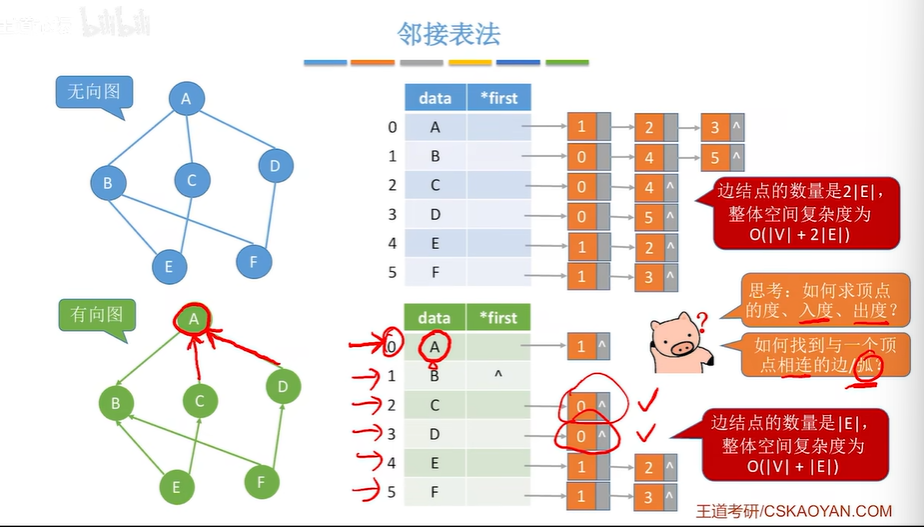 bilibili
邻接表法
无向图
A
B
C
D
E
F
data *first
0 A 1 2 3 ^
1 B 0 4 5 ^
2 C 0 4 ^
3 D 0 5 ^
4 E 1 2 ^
5 F 1 3 ^
边结点的数量是2|E|,
整体空间复杂度为
O(|V| + 2|E|)
有向图
A
B
C
D
E
F
data *first
0 A 1 ^
1 B ^
2 C 0 ^
3 D 0 ^
4 E 1 2 ^
5 F 1 3 ^
?
思考：如何求顶点
的度、入度、出度？
如何找到与一个顶
点相连的边/弧？
边结点的数量是|E|,
整体空间复杂度为
O(|V| + |E|)
王道考研/CSKAOYAN.COM